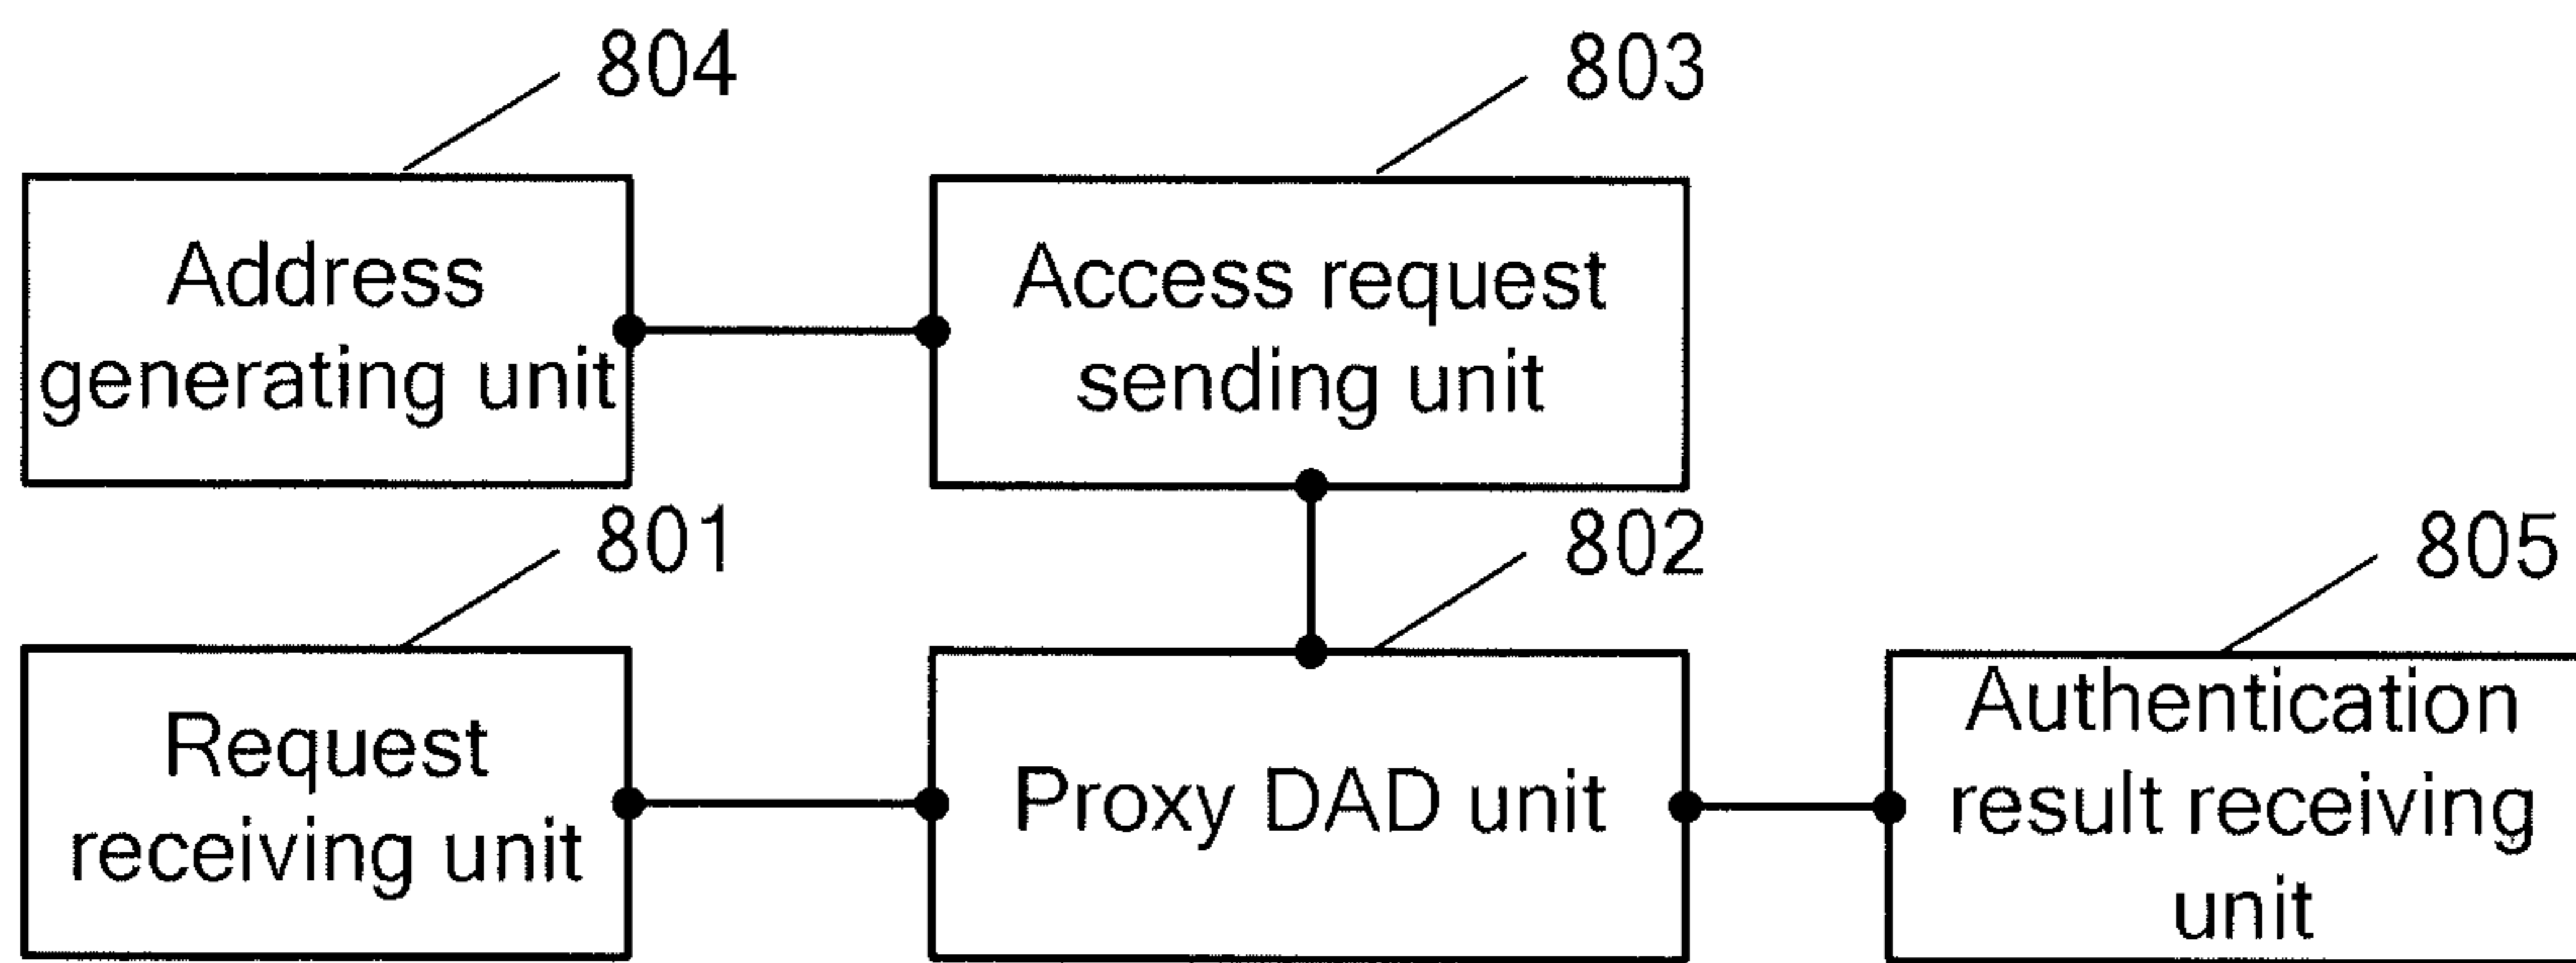 804
803
Address
generating unit
Access request
sending unit
801
802
805
Request
receiving unit
Proxy DAD unit
Authentication
result receiving
unit